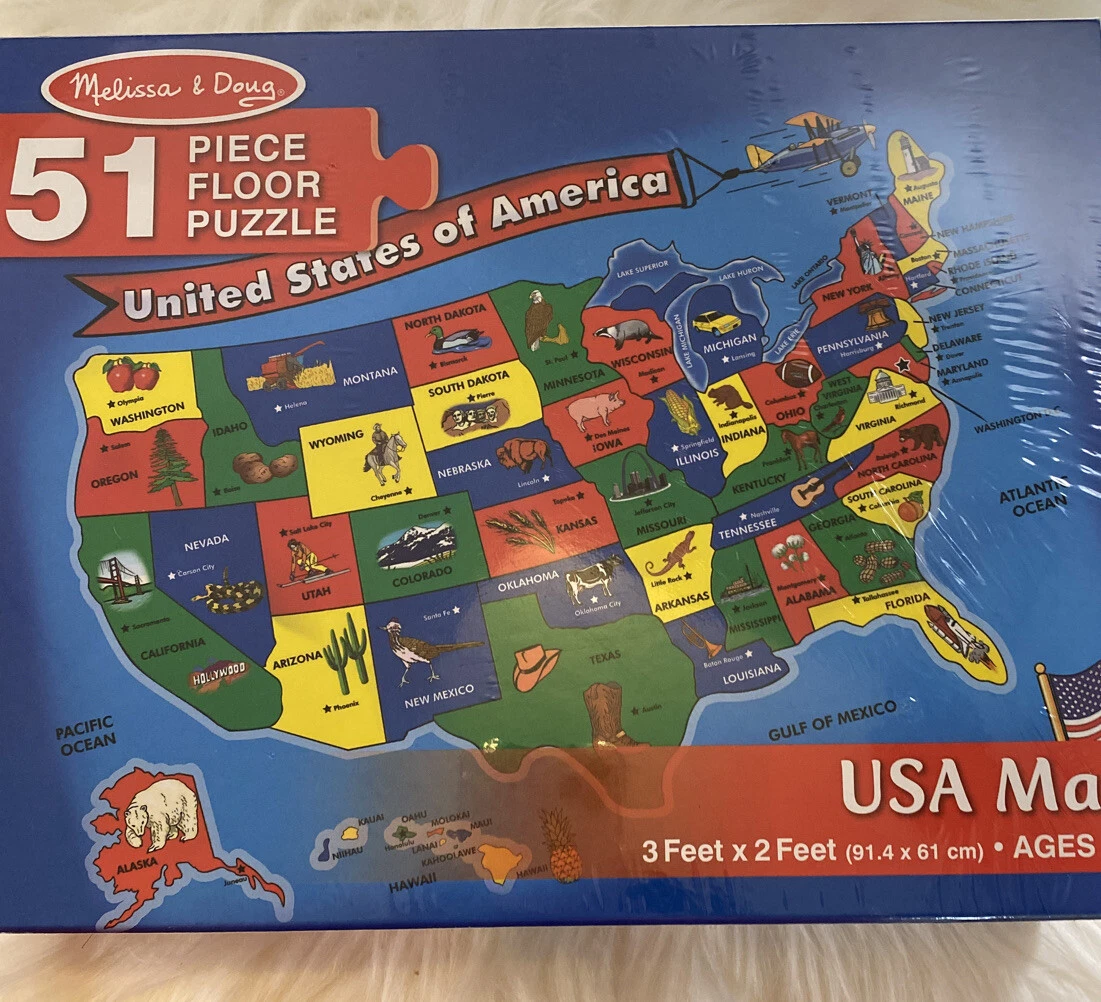 Melissa & Doug®
51
PIECE
FLOOR
PUZZLE
United States of America
VERMONT
Montpelier
Augusta
MAINE
NEW HAMPSHIRE
Boston
MASSACHUSETTS
RHODE ISLAND
Hartford
CONNECTICUT
LAKE SUPERIOR
LAKE HURON
LAKE ONTARIO
LAKE MICHIGAN
LAKE ERIE
NEW YORK
NEW JERSEY
Trenton
PENNSYLVANIA
Harrisburg
DELAWARE
Dover
MARYLAND
Annapolis
WASHINGTON D.C.
NORTH DAKOTA
Bismarck
St. Paul
MINNESOTA
WISCONSIN
Madison
MICHIGAN
Lansing
MONTANA
Helena
Olympia
WASHINGTON
SOUTH DAKOTA
Pierre
IDAHO
Boise
Salem
OREGON
WYOMING
Cheyenne
NEBRASKA
Lincoln
Des Moines
IOWA
Springfield
ILLINOIS
Indianapolis
INDIANA
Columbus
OHIO
WEST
VIRGINIA
Charleston
Richmond
VIRGINIA
Frankfort
KENTUCKY
Raleigh
NORTH CAROLINA
SOUTH CAROLINA
Columbia
ATLANTIC
OCEAN
NEVADA
Carson City
Salt Lake City
UTAH
Denver
COLORADO
Topeka
KANSAS
Jefferson City
MISSOURI
Nashville
TENNESSEE
GEORGIA
Atlanta
Sacramento
CALIFORNIA
HOLLYWOOD
ARIZONA
Phoenix
Santa Fe
NEW MEXICO
OKLAHOMA
Oklahoma City
Little Rock
ARKANSAS
Jackson
MISSISSIPPI
Montgomery
ALABAMA
Tallahassee
FLORIDA
TEXAS
Austin
Baton Rouge
LOUISIANA
PACIFIC
OCEAN
GULF OF MEXICO
ALASKA
Juneau
KAUAI
NIIHAU
OAHU
Honolulu
MOLOKAI
LANAI
MAUI
KAHOOLAWE
HAWAII
HAWAII
USA Ma
3 Feet x 2 Feet (91.4 x 61 cm) • AGES